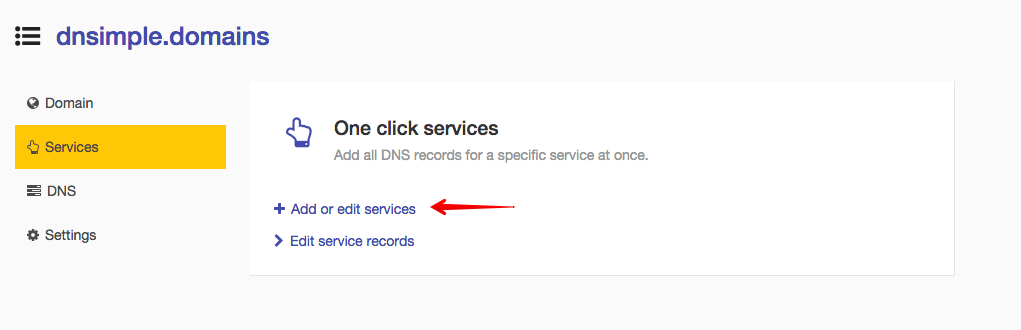 dnsimple.domains
Domain
Services
DNS
Settings
One click services
Add all DNS records for a specific service at once.
Add or edit services
Edit service records